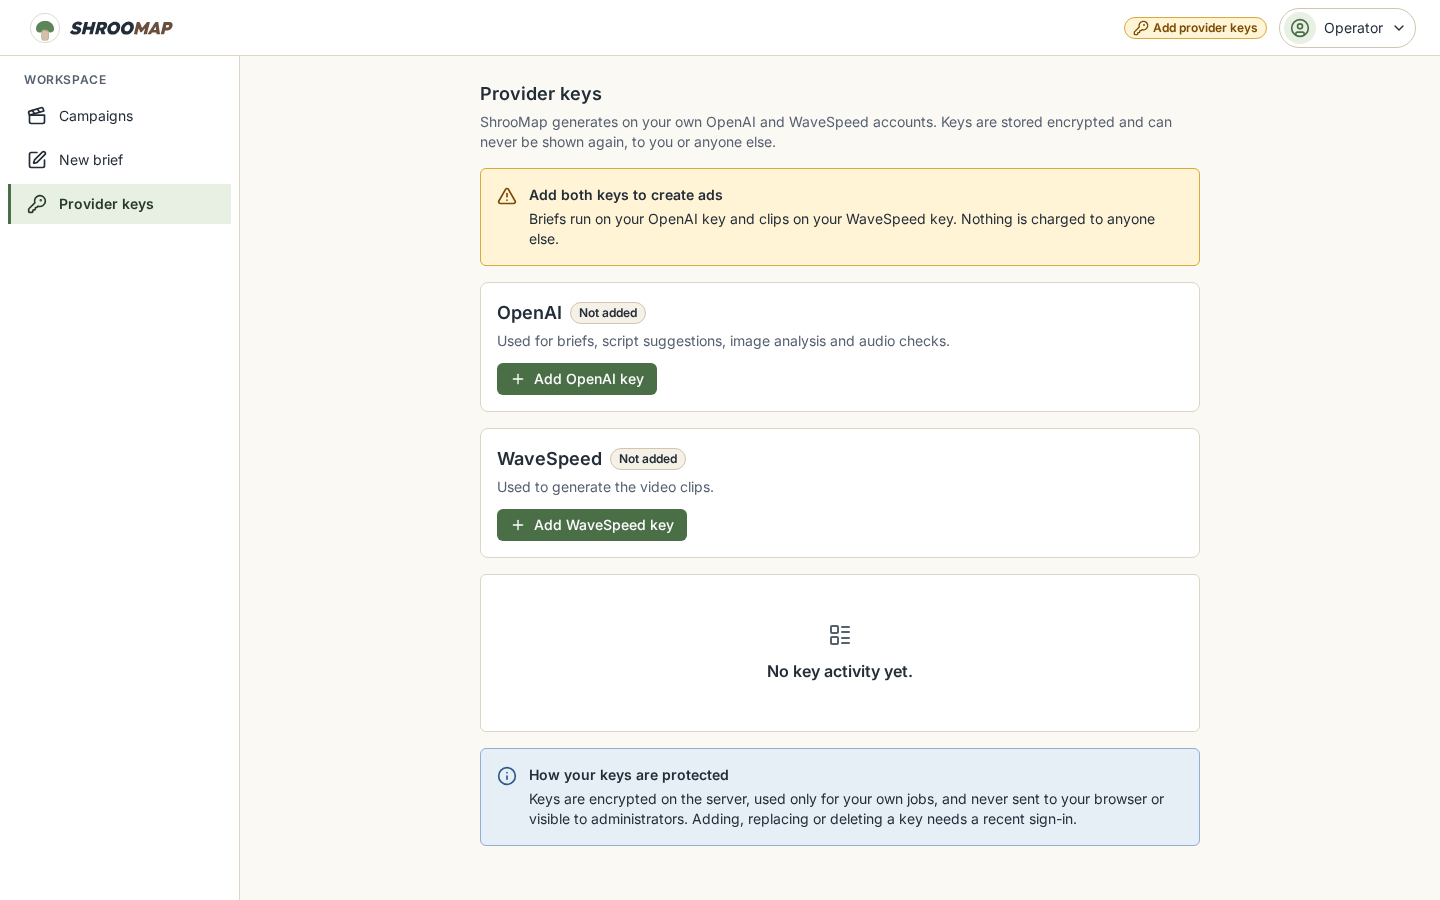 SHROOMAP
Add provider keys
Operator
WORKSPACE
Campaigns
New brief
Provider keys
Provider keys
ShrooMap generates on your own OpenAI and WaveSpeed accounts. Keys are stored encrypted and can
never be shown again, to you or anyone else.
Add both keys to create ads
Briefs run on your OpenAI key and clips on your WaveSpeed key. Nothing is charged to anyone
else.
OpenAI Not added
Used for briefs, script suggestions, image analysis and audio checks.
Add OpenAI key
WaveSpeed Not added
Used to generate the video clips.
Add WaveSpeed key
No key activity yet.
How your keys are protected
Keys are encrypted on the server, used only for your own jobs, and never sent to your browser or
visible to administrators. Adding, replacing or deleting a key needs a recent sign-in.